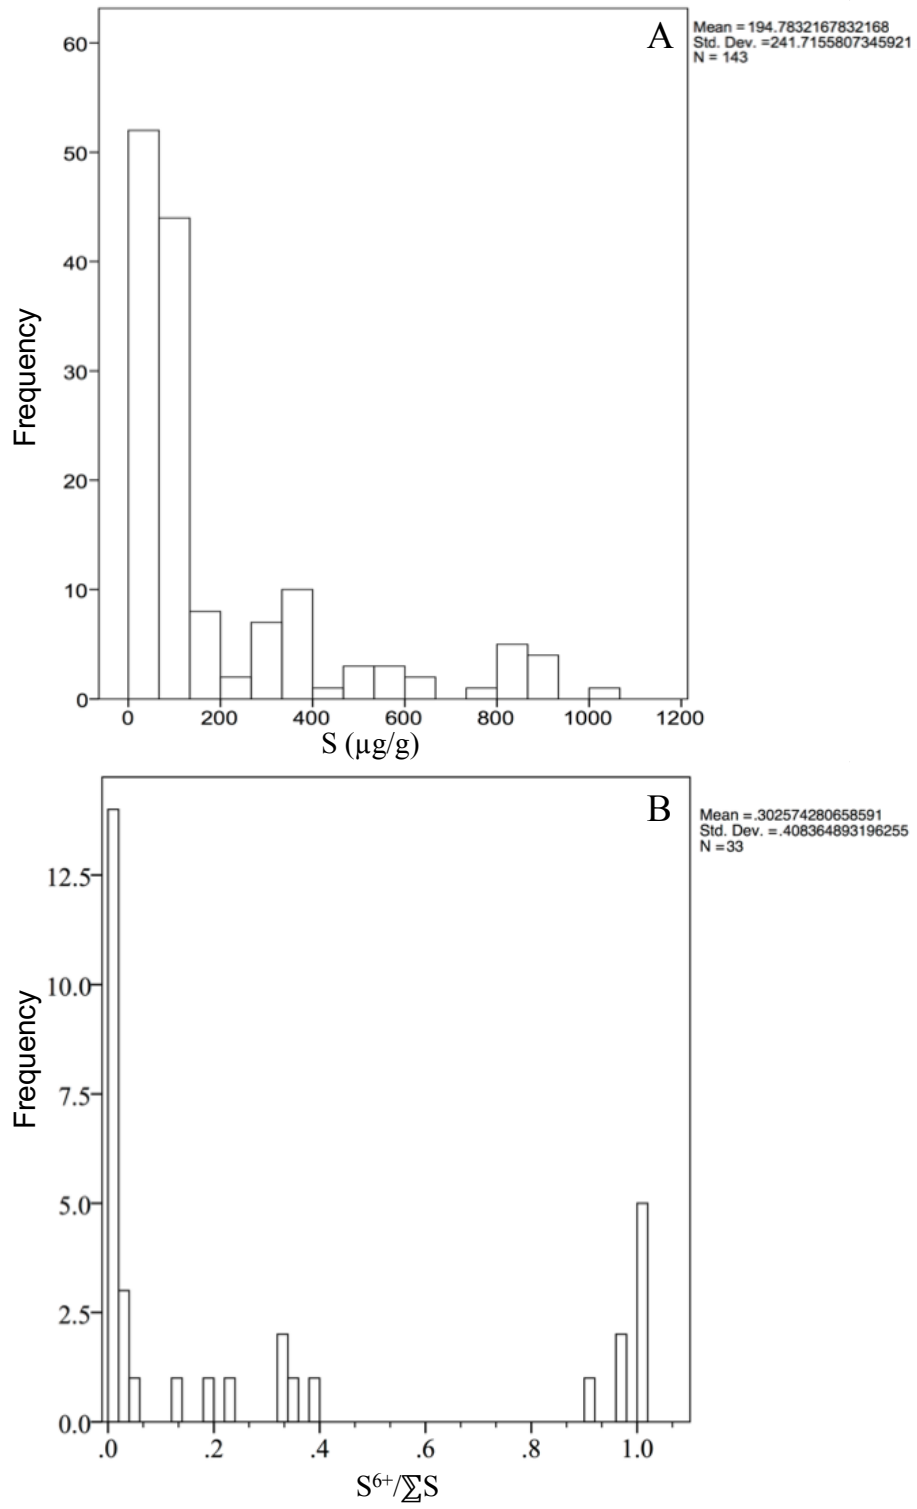 A
Mean = 194.7832167832168
Std. Dev. =241.7155807345921
N = 143
60
50
40
30
20
10
0
Frequency
0 200 400 600 800 1000 1200
S (µg/g)
B
Mean =.302574280658591
Std. Dev. =.408364893196255
N =33
12.5
10.0
7.5
5.0
2.5
0.0
Frequency
.0 .2 .4 .6 .8 1.0
S⁶⁺/∑S